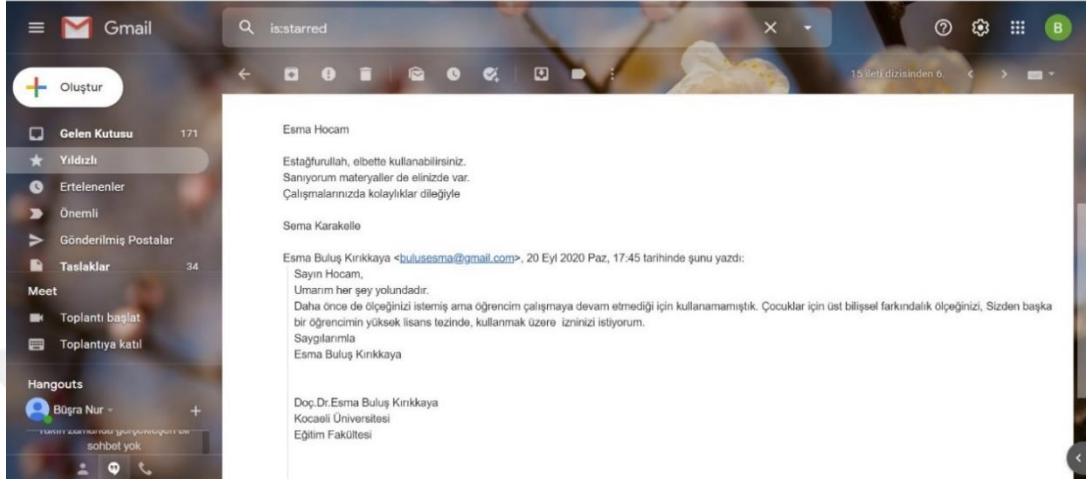 Gmail
is:starred
Oluştur
15 ileti dizisinden 6.
Gelen Kutusu 171
Yıldızlı
Ertelenenler
Önemli
Gönderilmiş Postalar
Taslaklar 34
Meet
Toplantı başlat
Toplantıya katıl
Hangouts
Büşra Nur
sohbet yok
B
Esma Hocam
Estağfurullah, elbette kullanabilirsiniz.
Sanıyorum materyaller de elinizde var.
Çalışmalarınızda kolaylıklar dileğiyle
Sema Karakelle
Esma Buluş Kırıkkaya <bulusesma@gmail.com>, 20 Eyl 2020 Paz, 17:45 tarihinde şunu yazdı:
Sayın Hocam,
Umarım her şey yolundadır.
Daha önce de ölçeğinizi istemiş ama öğrencim çalışmaya devam etmediği için kullanamamıştık. Çocuklar için üst bilişsel farkındalık ölçeğinizi, Sizden başka
bir öğrencimin yüksek lisans tezinde, kullanmak üzere izninizi istiyorum.
Saygılarımla
Esma Buluş Kırıkkaya
Doç.Dr.Esma Buluş Kırıkkaya
Kocaeli Üniversitesi
Eğitim Fakültesi